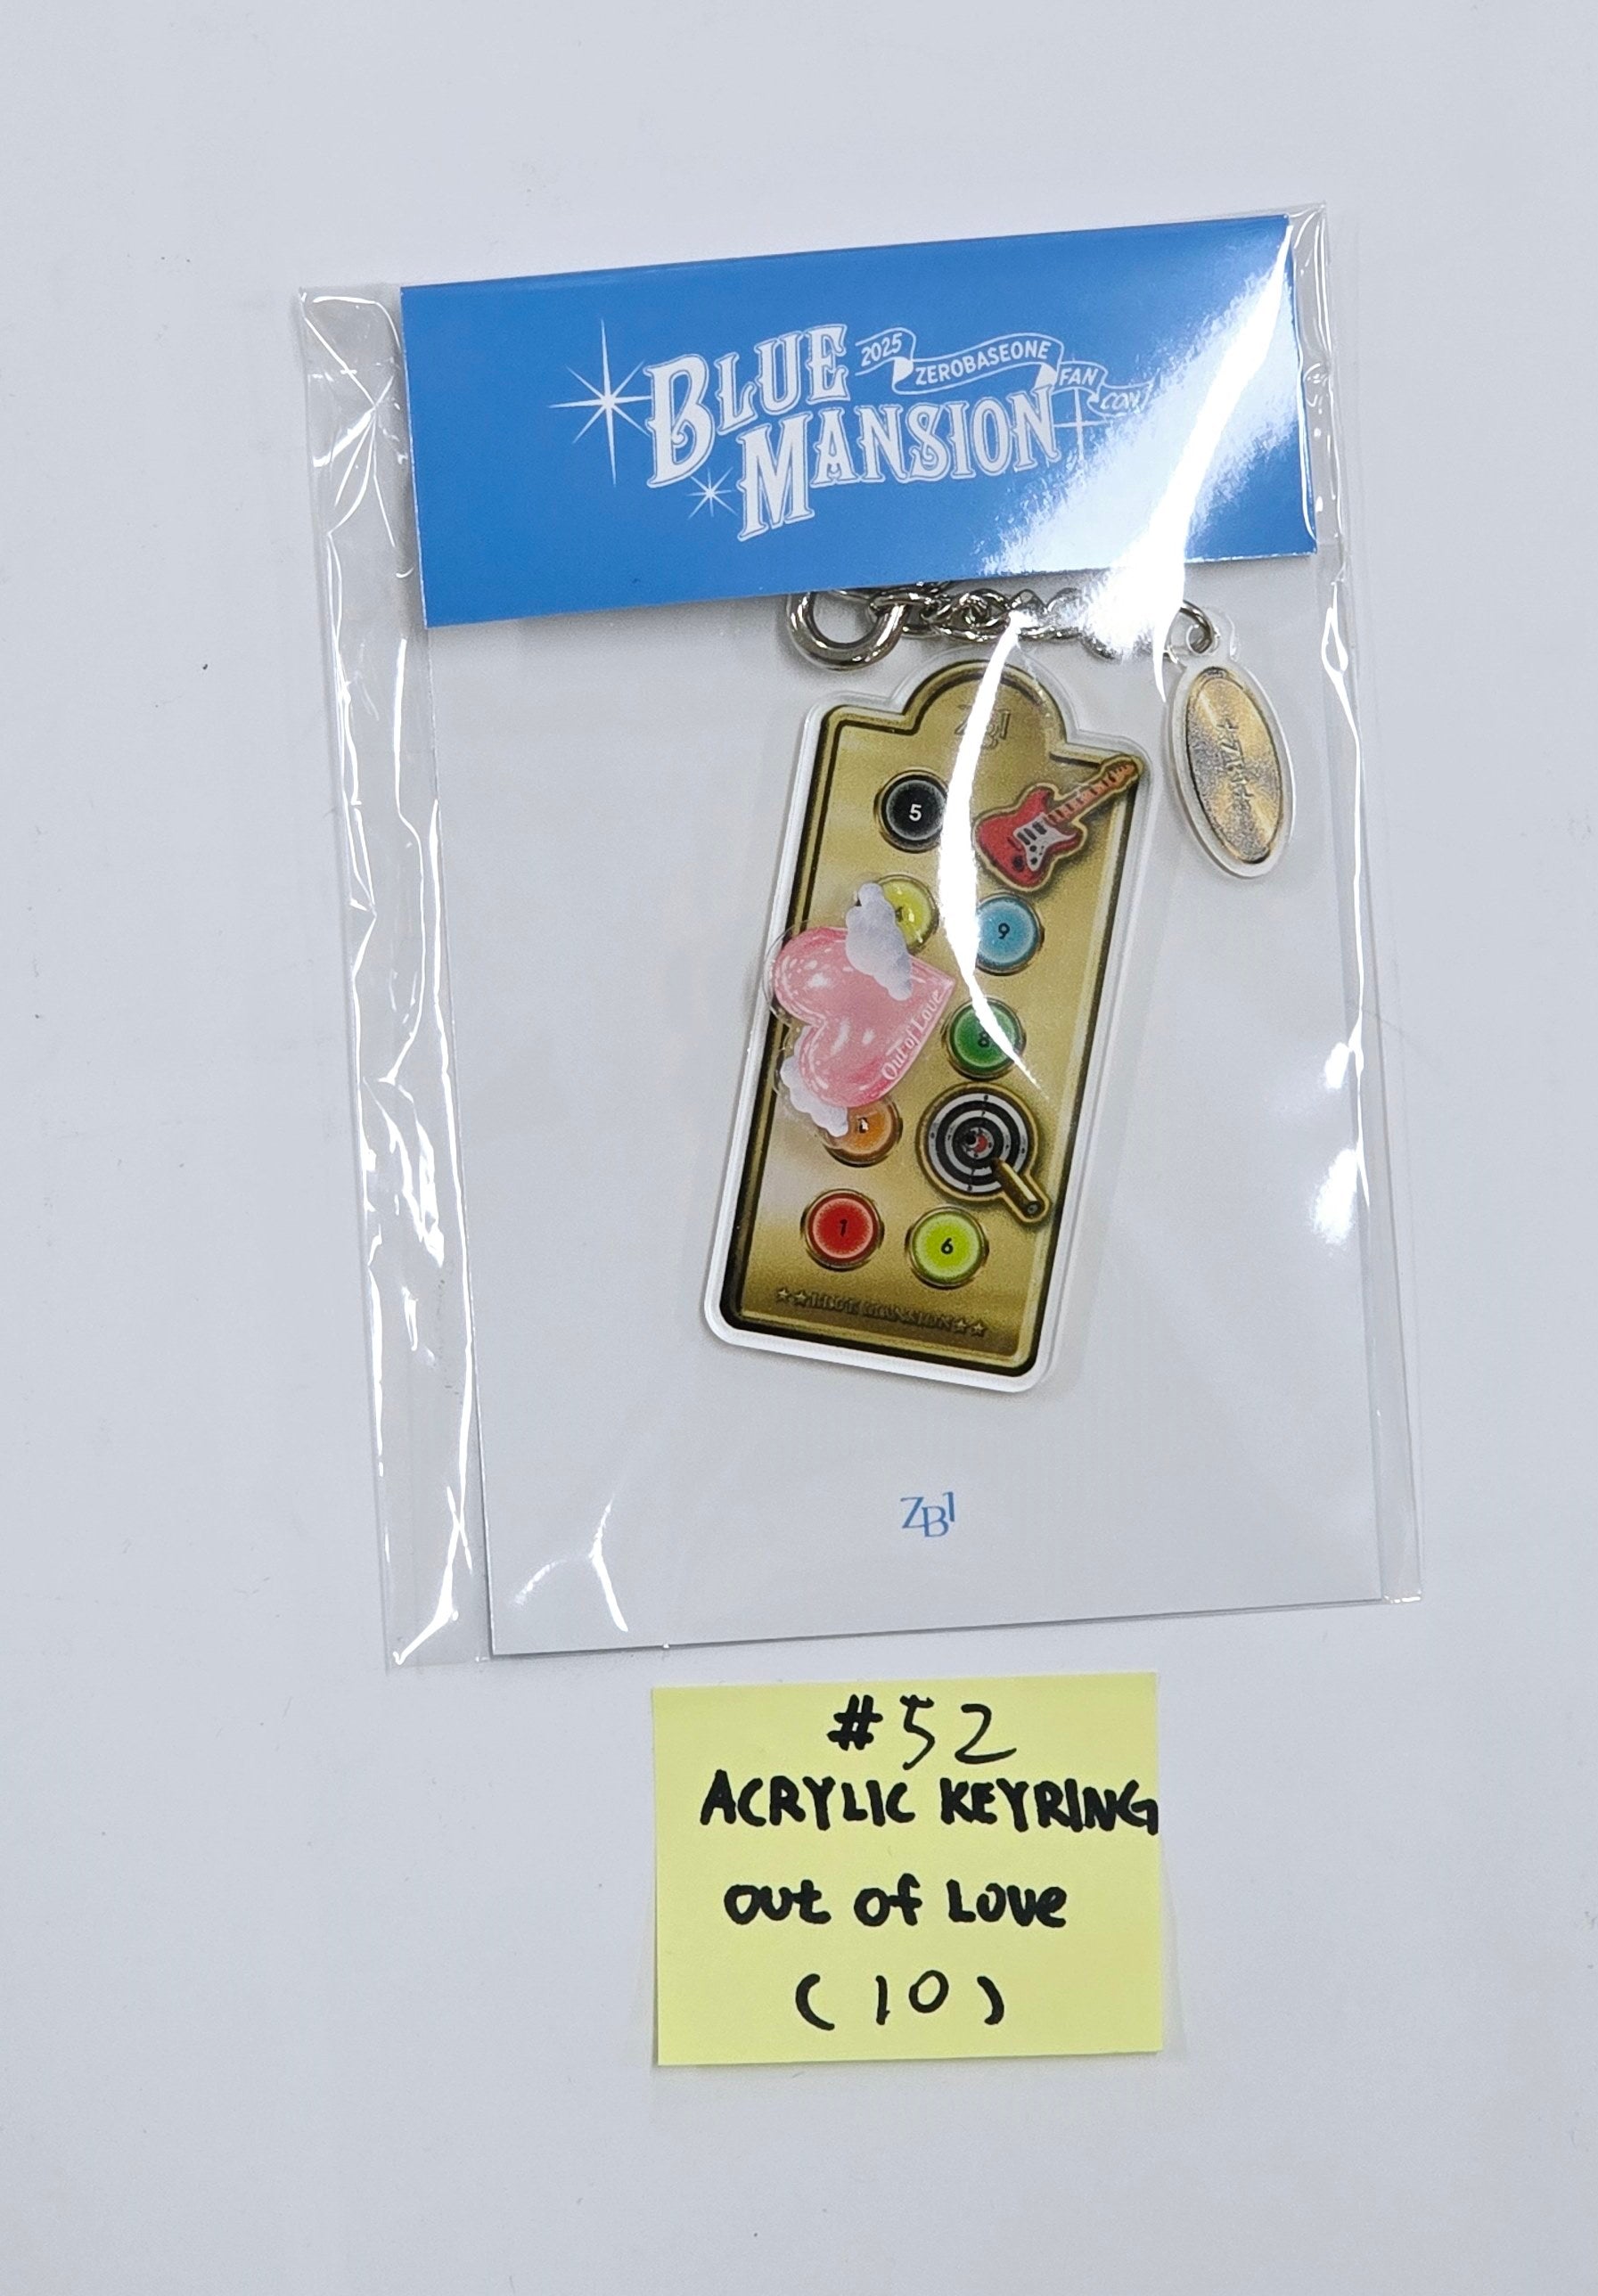 BLUE MANSION
2025 ZEROBASEONE FAN CON
ZB1
5
9
8
Out of Love
1
6
★★BLUE MANSION★★
ZB1
#52
ACRYLIC KEYRING
out of Love
(10)